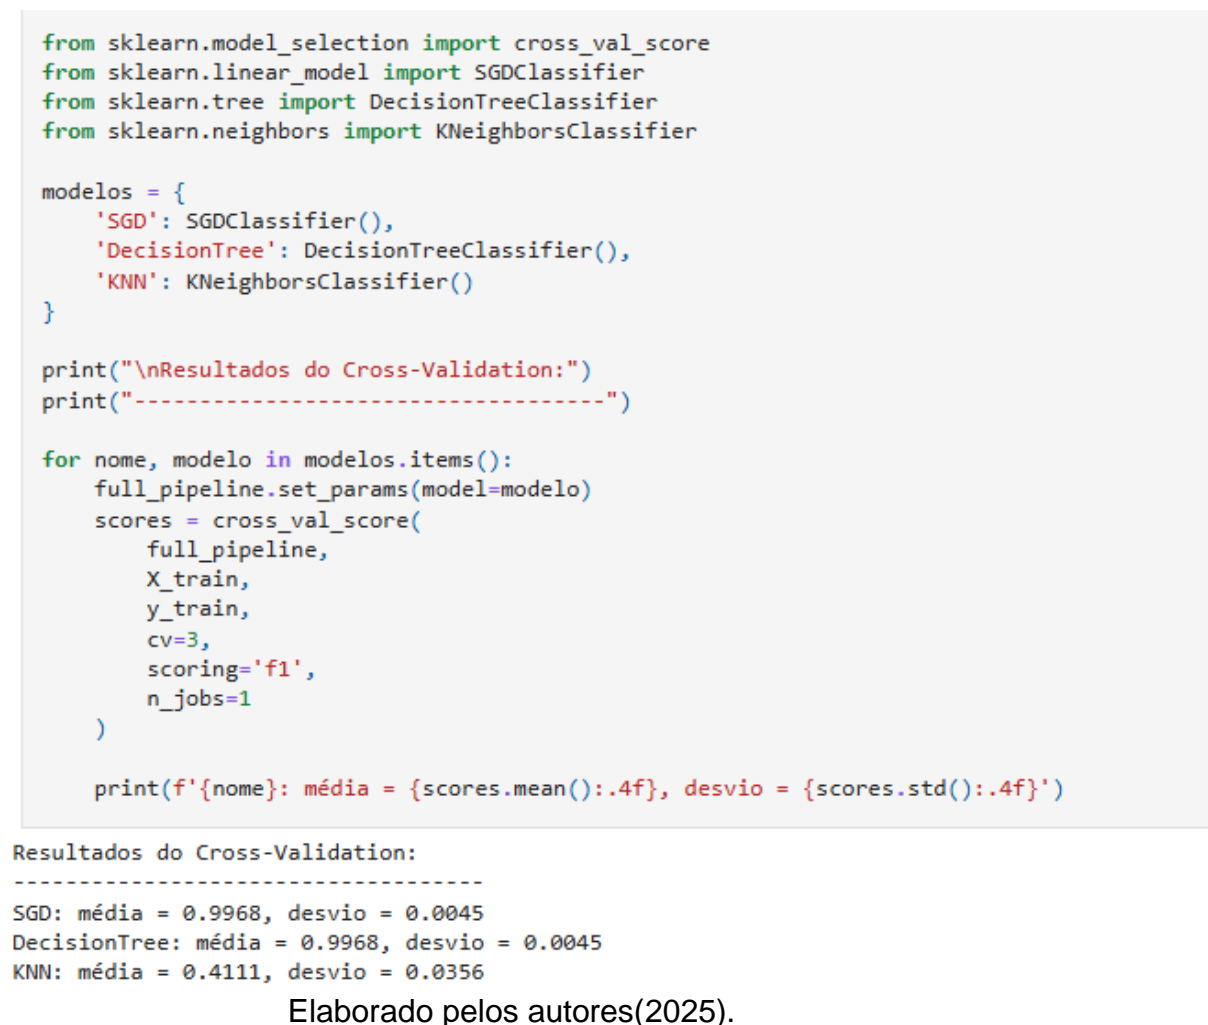 from sklearn.model_selection import cross_val_score
from sklearn.linear_model import SGDClassifier
from sklearn.tree import DecisionTreeClassifier
from sklearn.neighbors import KNeighborsClassifier

modelos = {
    'SGD': SGDClassifier(),
    'DecisionTree': DecisionTreeClassifier(),
    'KNN': KNeighborsClassifier()
}

print("\nResultados do Cross-Validation:")
print("------------------------------------")

for nome, modelo in modelos.items():
    full_pipeline.set_params(model=modelo)
    scores = cross_val_score(
        full_pipeline,
        X_train,
        y_train,
        cv=3,
        scoring='f1',
        n_jobs=1
    )

    print(f'{nome}: média = {scores.mean():.4f}, desvio = {scores.std():.4f}')
Resultados do Cross-Validation:
------------------------------------
SGD: média = 0.9968, desvio = 0.0045
DecisionTree: média = 0.9968, desvio = 0.0045
KNN: média = 0.4111, desvio = 0.0356
Elaborado pelos autores(2025).